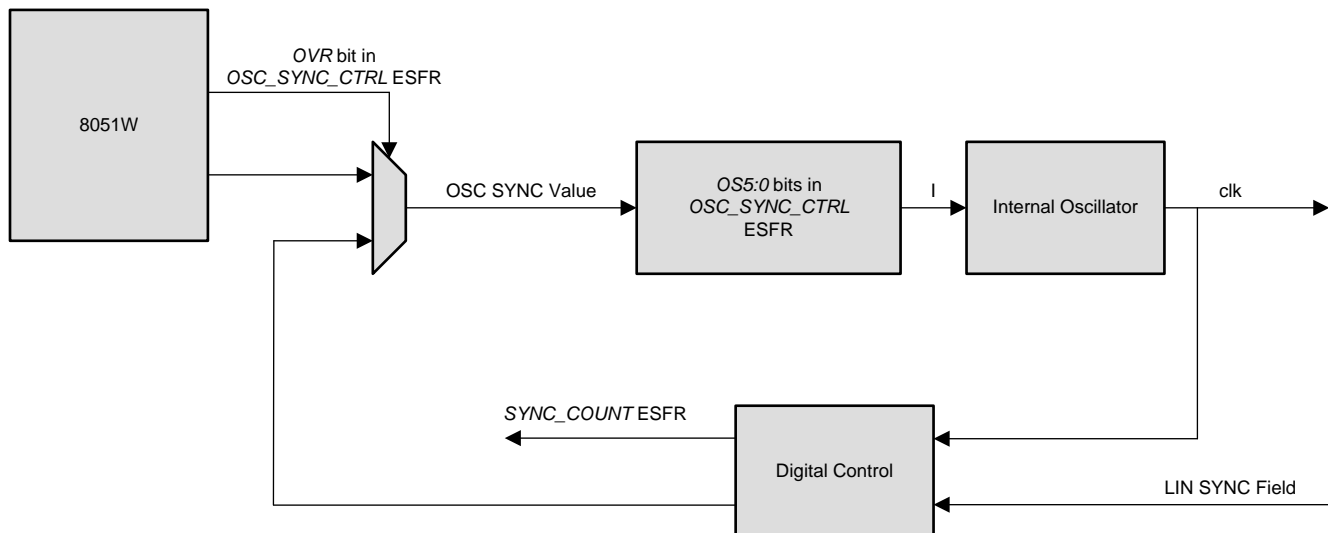 OVR bit in
OSC_SYNC_CTRL ESFR
8051W
OSC SYNC Value
OS5:0 bits in
OSC_SYNC_CTRL
ESFR
I
Internal Oscillator
clk
SYNC_COUNT ESFR
Digital Control
LIN SYNC Field